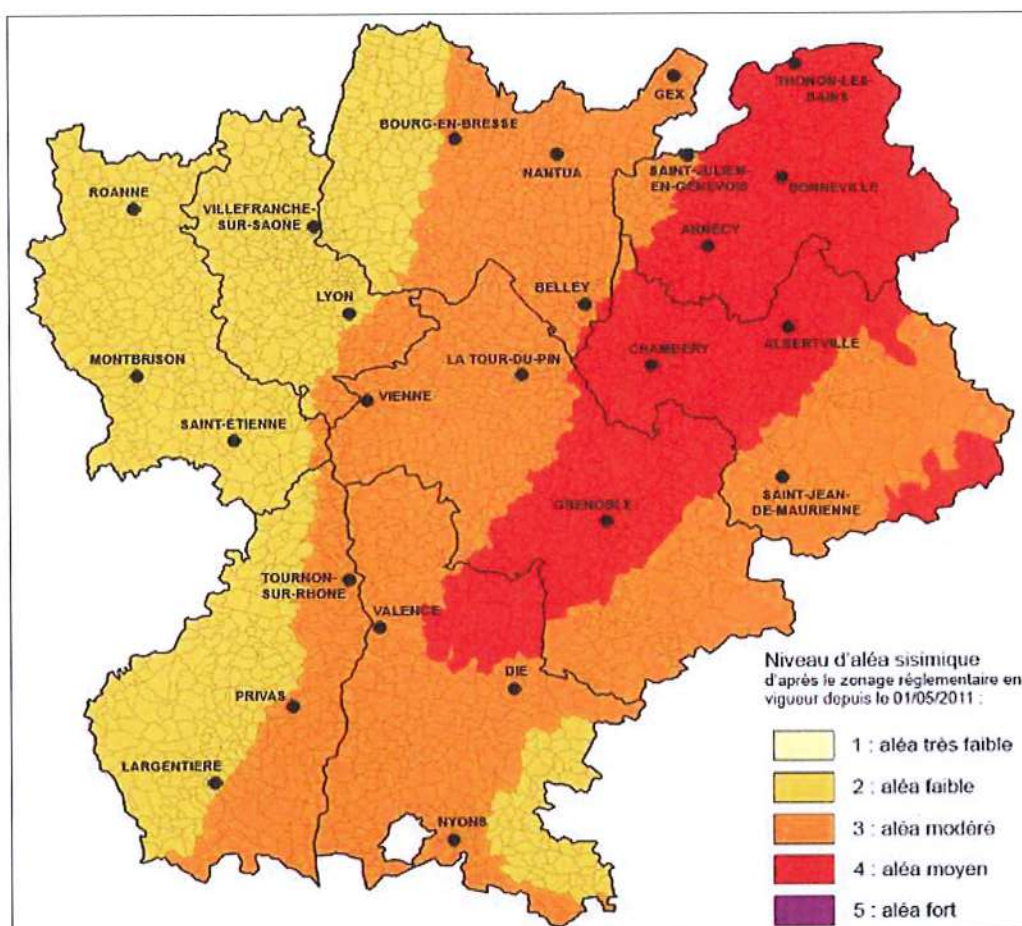 THONON-LES-
BAINS
GEX
BOURG-EN-BRESSE
NANTUA
SAINT-JULIEN-
EN-GENEVOIS
BONNEVILLE
ROANNE
VILLEFRANCHE-
SUR-SAONE
ANNECY
LYON
BELLEY
ALBERTVILLE
MONTBRISON
LA TOUR-DU-PIN
CHAMBERY
VIENNE
SAINT-ÉTIENNE
SAINT-JEAN-
DE-MAURIENNE
GRENOBLE
TOURNON-
SUR-RHONE
VALENCE
DIE
PRIVAS
LARGENTIERE
NYONS
Niveau d'aléa sisimique
d'après le zonage réglementaire en
vigueur depuis le 01/05/2011 :
1 : aléa très faible
2 : aléa faible
3 : aléa modéré
4 : aléa moyen
5 : aléa fort